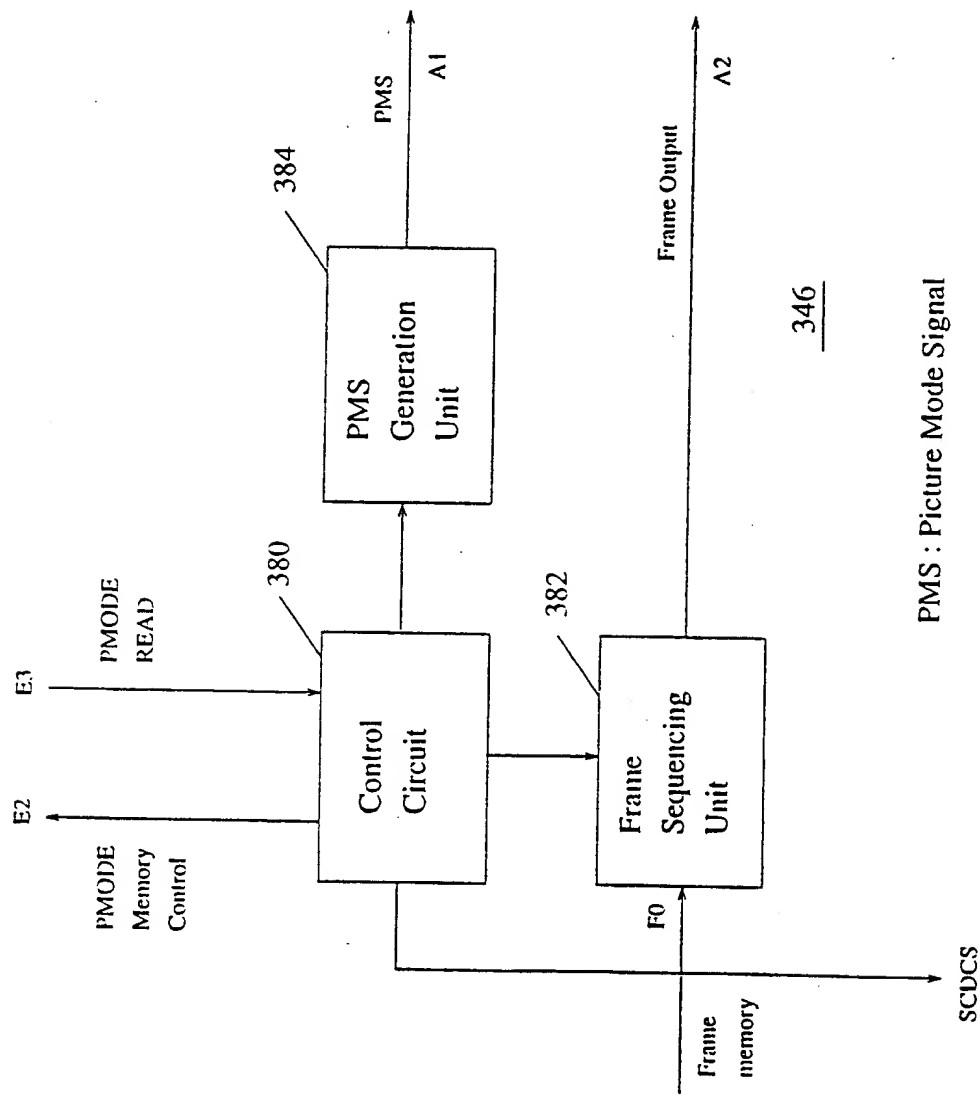 E2
E3
PMODE
Memory
Control
PMODE
READ
380
Control
Circuit
384
PMS
Generation
Unit
PMS
A1
382
Frame
Sequencing
Unit
F0
Frame
memory
SCDCS
Frame Output
A2
346
PMS : Picture Mode Signal